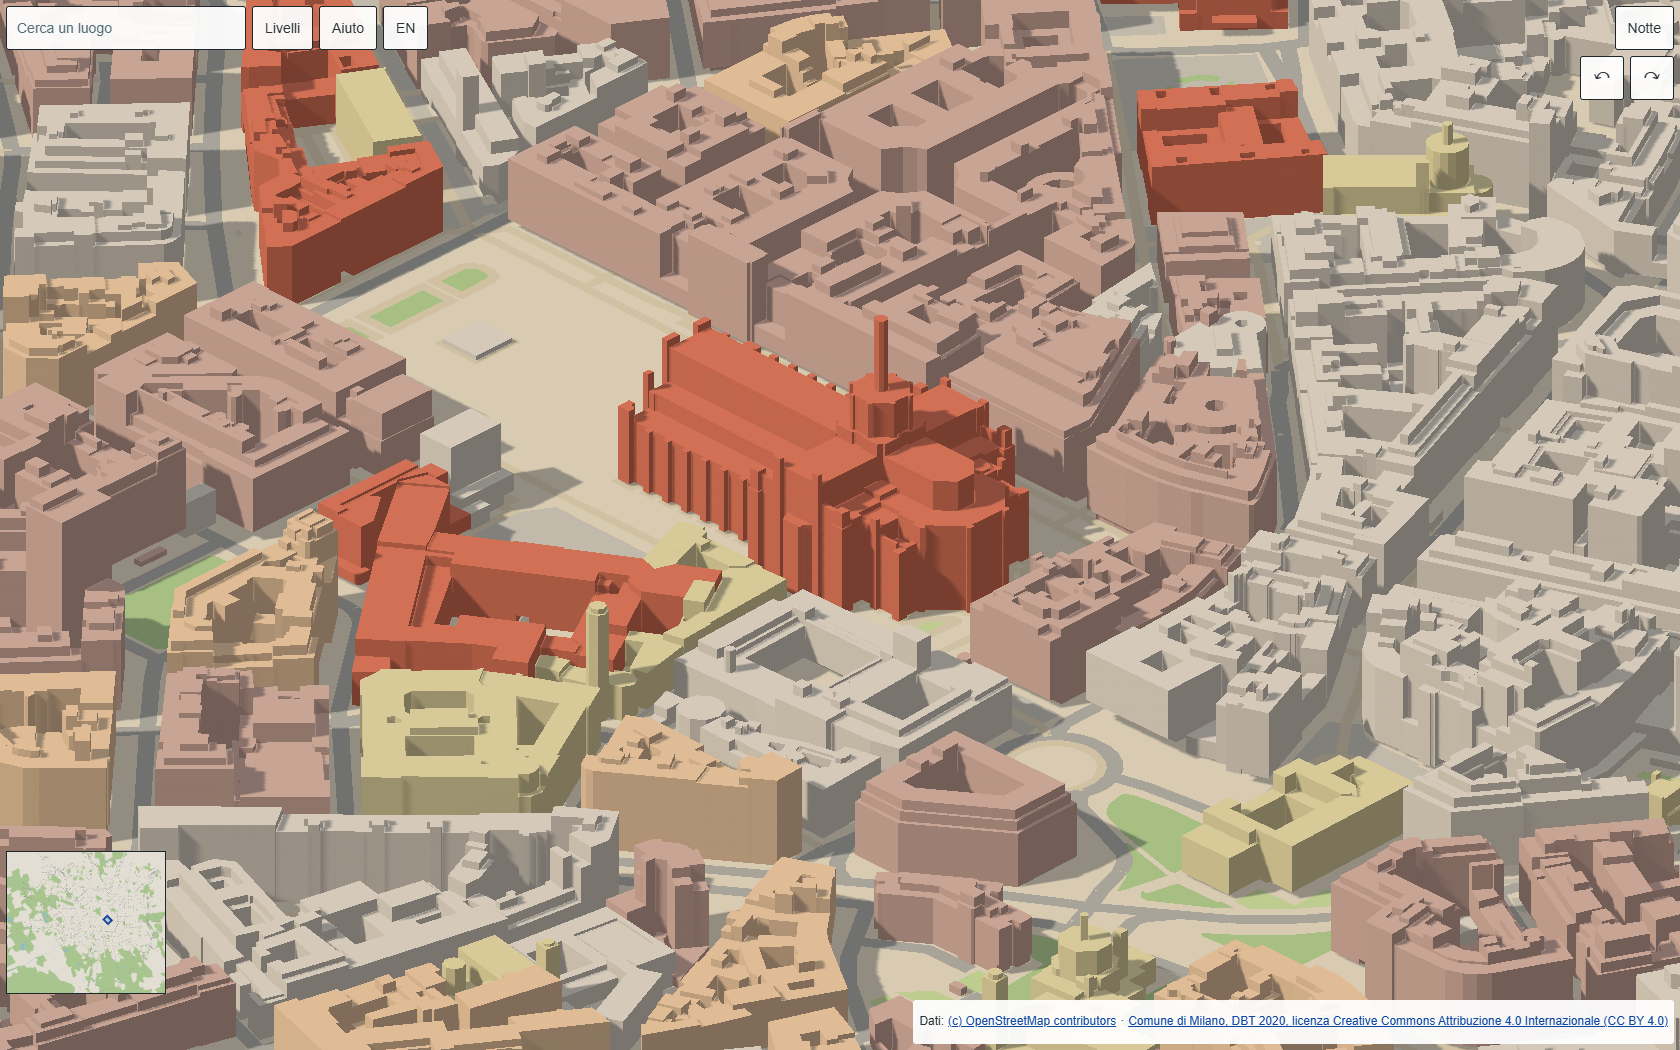 Cerca un luogo
Livelli
Aiuto
EN
Notte
Dati: (c) OpenStreetMap contributors · Comune di Milano, DBT 2020, licenza Creative Commons Attribuzione 4.0 Internazionale (CC BY 4.0)